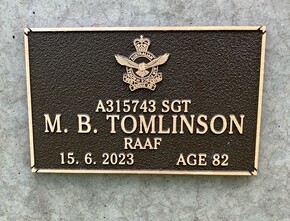 A315743 SGT
M. B. TOMLINSON
RAAF
15. 6. 2023 AGE 82